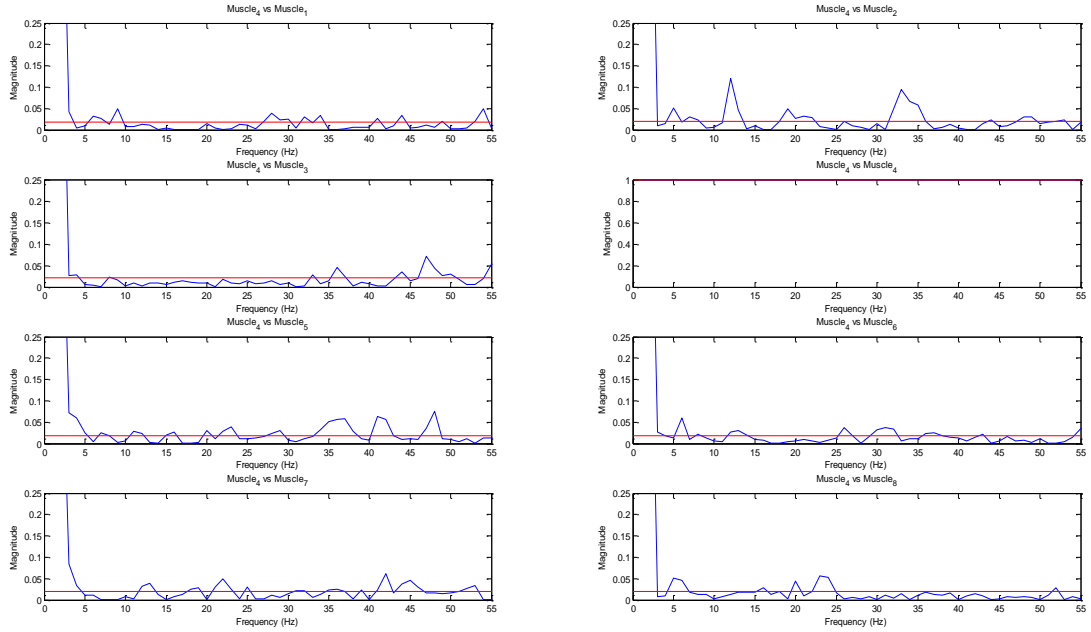 Muscle4 vs Muscle1
Magnitude
0.25
0.2
0.15
0.1
0.05
0
0 5 10 15 20 25 30 35 40 45 50 55
Frequency (Hz)
Muscle4 vs Muscle2
Magnitude
0.25
0.2
0.15
0.1
0.05
0
0 5 10 15 20 25 30 35 40 45 50 55
Frequency (Hz)
Muscle4 vs Muscle3
Magnitude
0.25
0.2
0.15
0.1
0.05
0
0 5 10 15 20 25 30 35 40 45 50 55
Frequency (Hz)
Muscle4 vs Muscle4
Magnitude
1
0.8
0.6
0.4
0.2
0
0 5 10 15 20 25 30 35 40 45 50 55
Frequency (Hz)
Muscle4 vs Muscle5
Magnitude
0.25
0.2
0.15
0.1
0.05
0
0 5 10 15 20 25 30 35 40 45 50 55
Frequency (Hz)
Muscle4 vs Muscle6
Magnitude
0.25
0.2
0.15
0.1
0.05
0
0 5 10 15 20 25 30 35 40 45 50 55
Frequency (Hz)
Muscle4 vs Muscle7
Magnitude
0.25
0.2
0.15
0.1
0.05
0
0 5 10 15 20 25 30 35 40 45 50 55
Frequency (Hz)
Muscle4 vs Muscle8
Magnitude
0.25
0.2
0.15
0.1
0.05
0
0 5 10 15 20 25 30 35 40 45 50 55
Frequency (Hz)